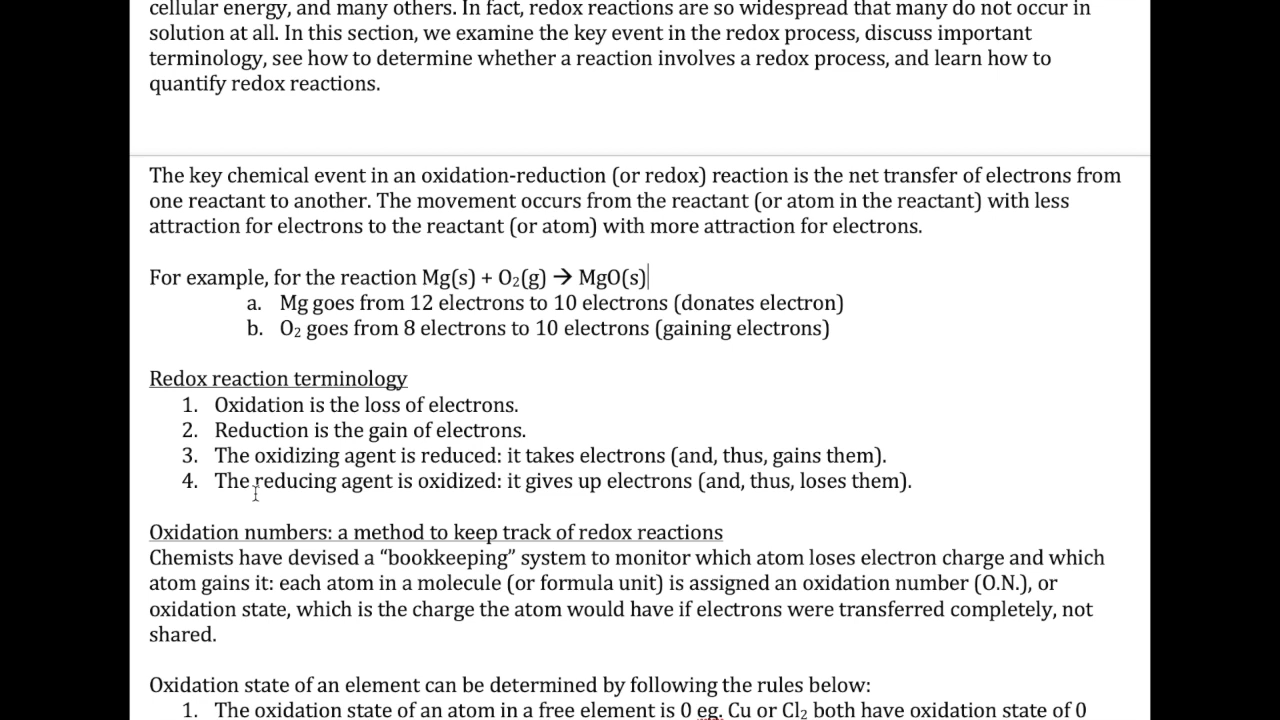 cellular energy, and many others. In fact, redox reactions are so widespread that many do not occur in
solution at all. In this section, we examine the key event in the redox process, discuss important
terminology, see how to determine whether a reaction involves a redox process, and learn how to
quantify redox reactions.
The key chemical event in an oxidation-reduction (or redox) reaction is the net transfer of electrons from
one reactant to another. The movement occurs from the reactant (or atom in the reactant) with less
attraction for electrons to the reactant (or atom) with more attraction for electrons.
For example, for the reaction Mg(s) + O₂(g) → MgO(s)
a. Mg goes from 12 electrons to 10 electrons (donates electron)
b. O₂ goes from 8 electrons to 10 electrons (gaining electrons)
Redox reaction terminology
1. Oxidation is the loss of electrons.
2. Reduction is the gain of electrons.
3. The oxidizing agent is reduced: it takes electrons (and, thus, gains them).
4. The reducing agent is oxidized: it gives up electrons (and, thus, loses them).
Oxidation numbers: a method to keep track of redox reactions
Chemists have devised a “bookkeeping” system to monitor which atom loses electron charge and which
atom gains it: each atom in a molecule (or formula unit) is assigned an oxidation number (O.N.), or
oxidation state, which is the charge the atom would have if electrons were transferred completely, not
shared.
Oxidation state of an element can be determined by following the rules below:
1. The oxidation state of an atom in a free element is 0 eg. Cu or Cl₂ both have oxidation state of 0